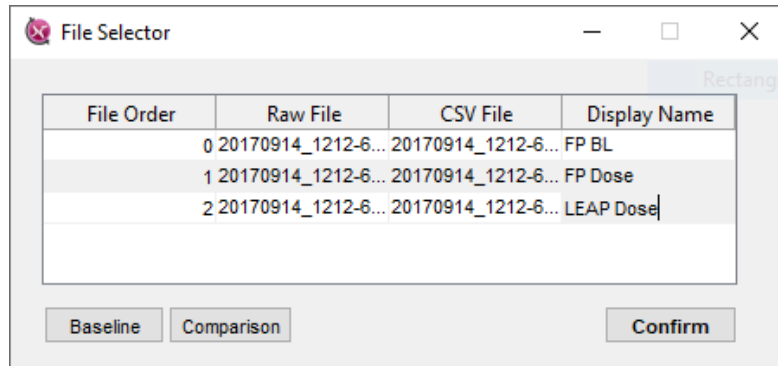 File Selector
Rectang
File Order Raw File CSV File Display Name
0 20170914_1212-6... 20170914_1212-6... FP BL
1 20170914_1212-6... 20170914_1212-6... FP Dose
2 20170914_1212-6... 20170914_1212-6... LEAP Dose
Baseline Comparison Confirm